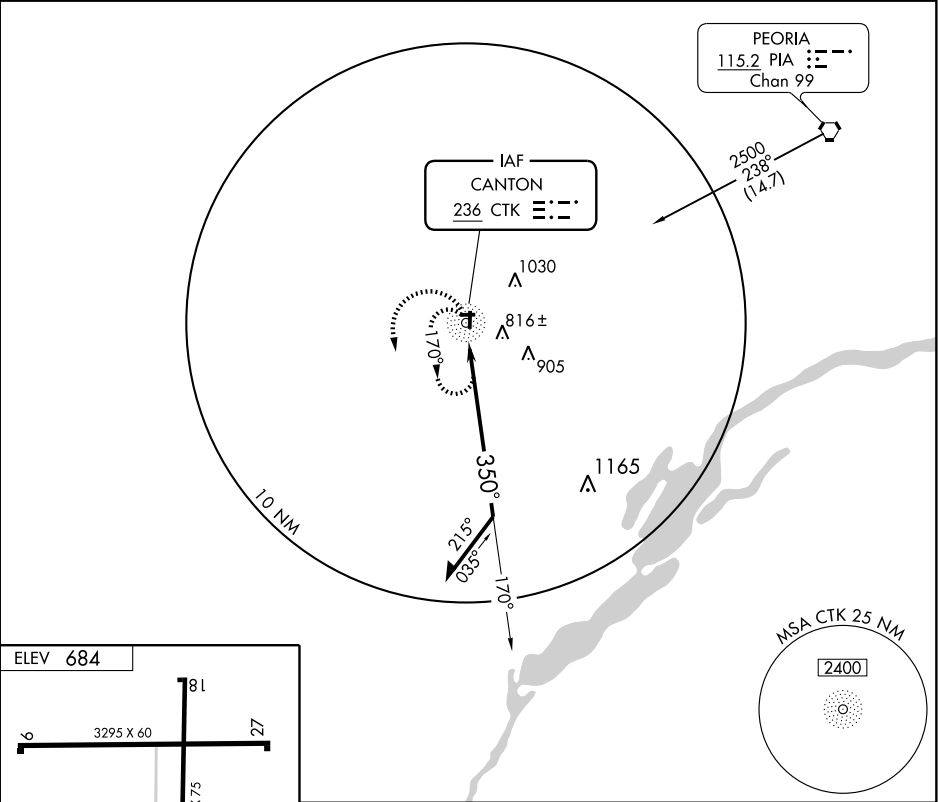 PEORIA
115.2 PIA
Chan 99
2500
238°
(14.7)
IAF
CANTON
236 CTK
1030
816±
905
170°
350°
1165
10 NM
215°
035°
170°
MSA CTK 25 NM
2400
ELEV 684
18
9
3295 X 60
27
X 75